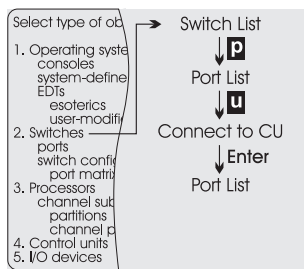 Select type of ob
1. Operating syste
consoles
system-define
EDTs
esoterics
user-modifi
2. Switches
ports
switch config
port matrix
3. Processors
channel sub
partitions
channel p
4. Control units
5. I/O devices
Switch List
p
Port List
u
Connect to CU
Enter
Port List